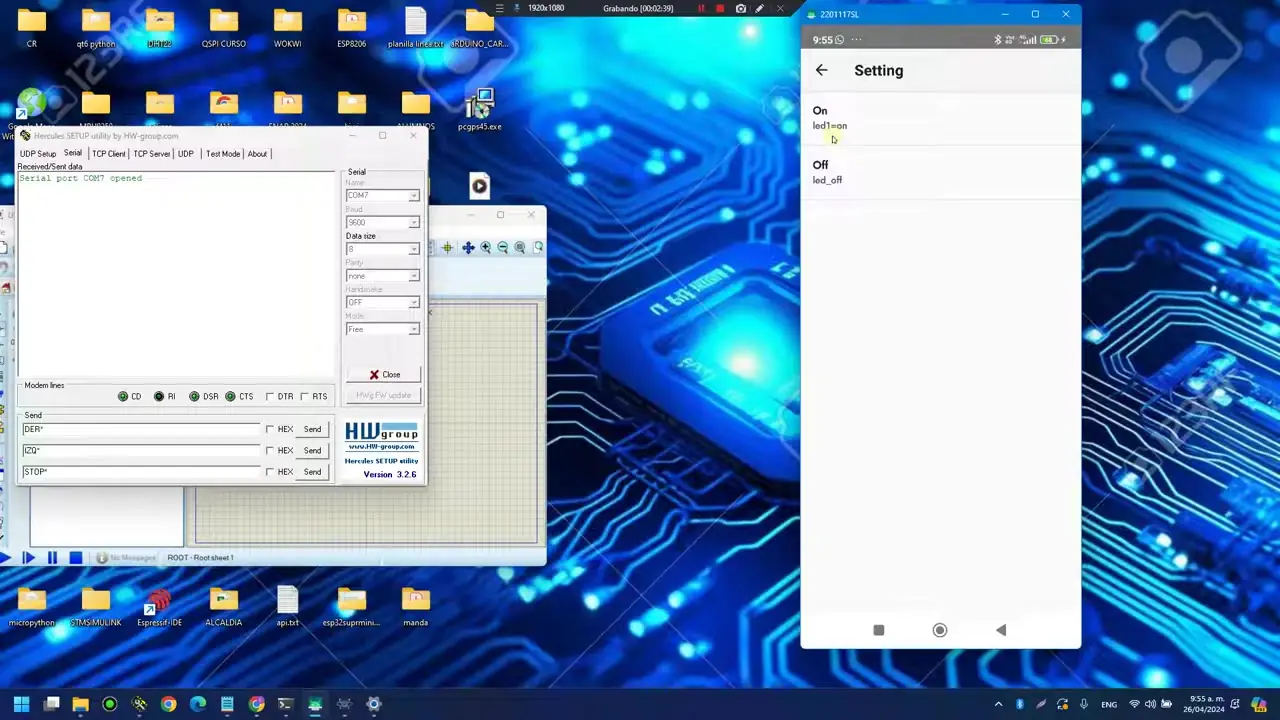 CR
qt6 python
DHT22
QSPI CURSO
WOKWI
ESP8206
planilla linea.txt
ARDUINO_CAR...
1920x1080
Grabando [00:02:39]
pcgps45.exe
Hercules SETUP utility by HW-group.com
UDP Setup
Serial
TCP Client
TCP Server
UDP
Test Mode
About
Received/Sent data
Serial port COM7 opened
Serial
Name
COM7
Baud
9600
Data size
8
Parity
none
Handshake
OFF
Mode
Free
Close
HWg FW update
Modem lines
CD
RI
DSR
CTS
DTR
RTS
Send
DER*
HEX
Send
IZQ*
HEX
Send
STOP*
HEX
Send
HWgroup
www.HW-group.com
Hercules SETUP utility
Version 3.2.6
No Messages
ROOT - Root sheet 1
micropython
STMSIMULINK
Espressif-IDE
ALCALDIA
api.txt
esp32suprmini...
manda
2201117SL
9:55
Setting
On
led1=on
Off
led_off
ENG
9:55 a. m.
26/04/2024